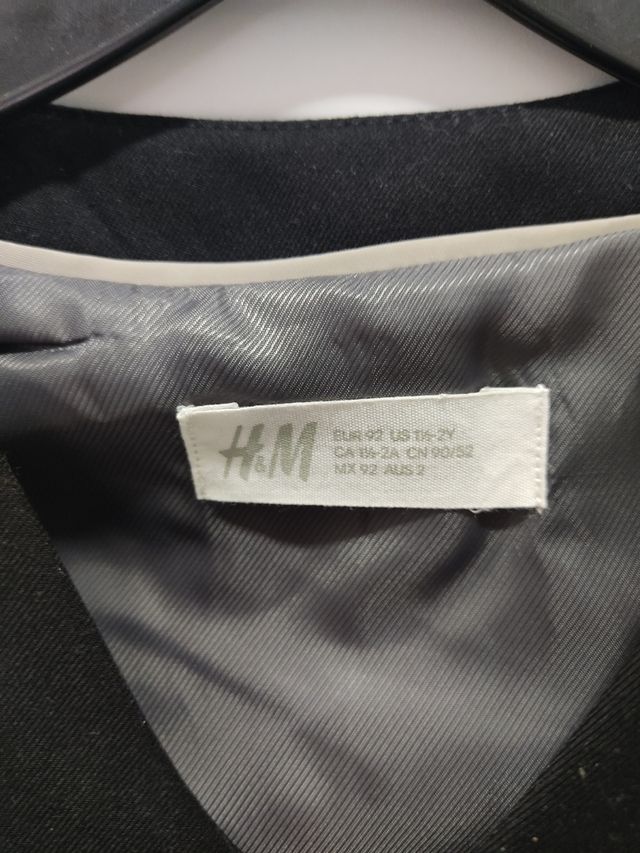 H&M
EUR 92 US 1½-2Y
CA 1½-2A CN 90/52
MX 92 AUS 2